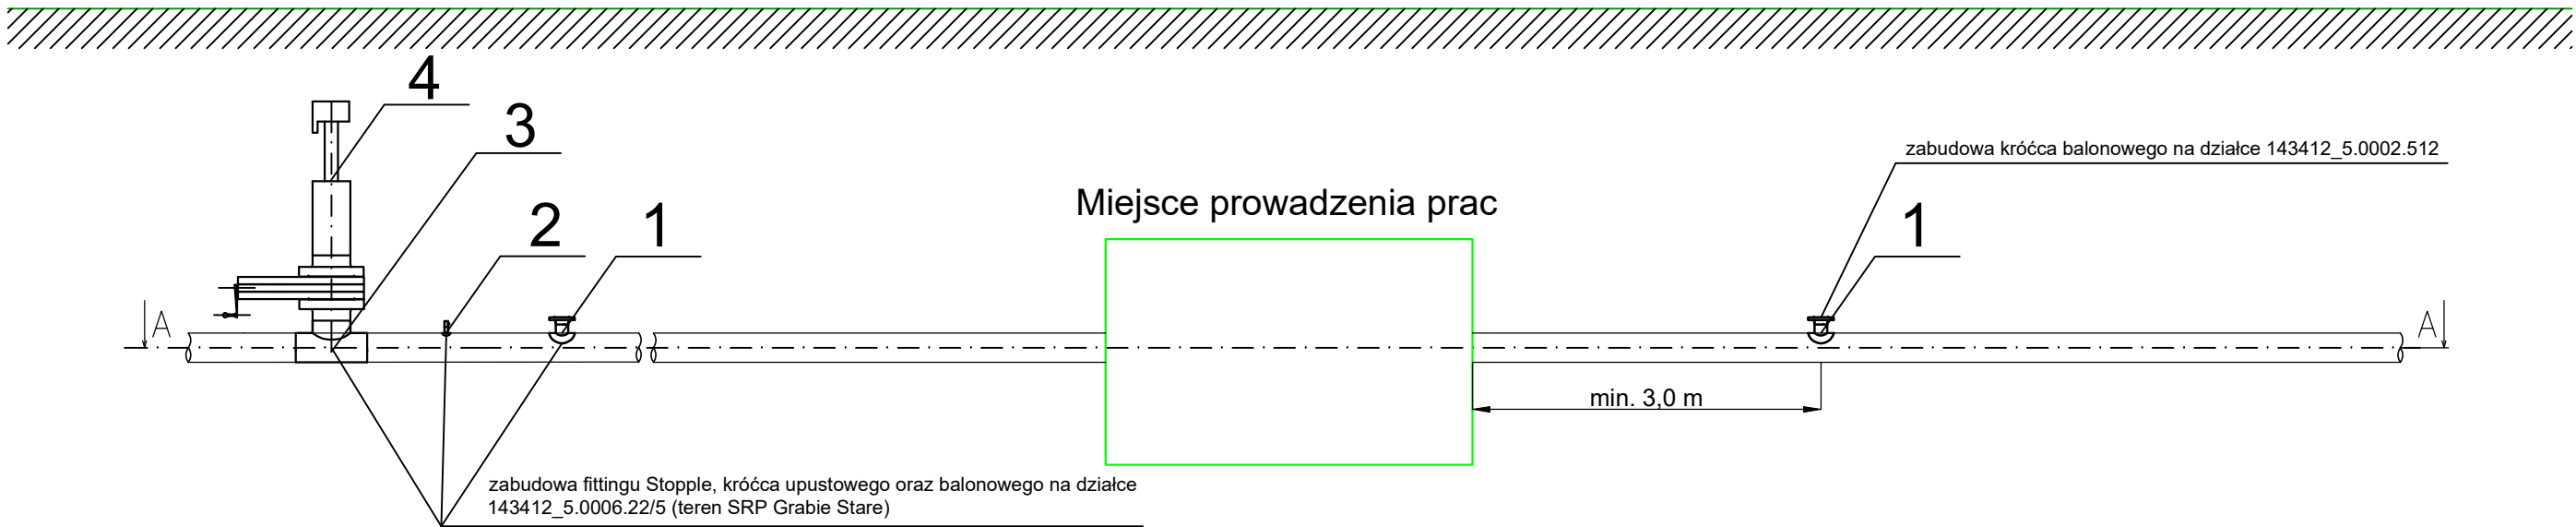 4
3
zabudowa króćca balonowego na działce 143412_5.0002.512
Miejsce prowadzenia prac
2
1
1
A
A
min. 3,0 m
zabudowa fittingu Stopple, króćca upustowego oraz balonowego na działce
143412_5.0006.22/5 (teren SRP Grabie Stare)